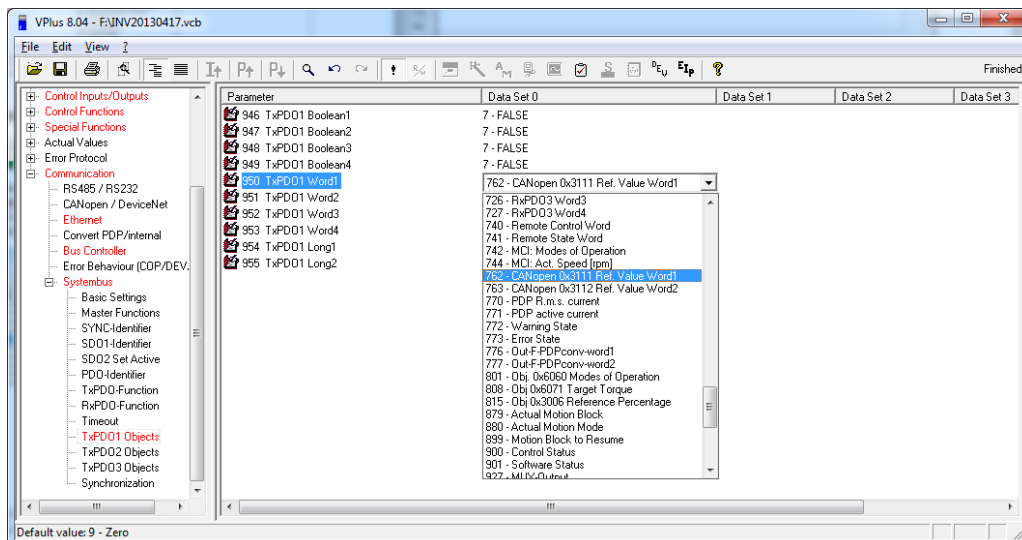 VPlus 8.04 - F:\INV20130417.vcb
File Edit View ?
Finished
Control Inputs/Outputs
Control Functions
Special Functions
Actual Values
Error Protocol
Communication
RS485 / RS232
CANopen / DeviceNet
Ethernet
Convert PDP/internal
Bus Controller
Error Behaviour (COP/DEV.
Systembus
Basic Settings
Master Functions
SYNC-Identifier
SDO1-Identifier
SDO2 Set Active
PDO-Identifier
TxPDO-Function
RxPDO-Function
Timeout
TxPDO1 Objects
TxPDO2 Objects
TxPDO3 Objects
Synchronization
Parameter Data Set 0 Data Set 1 Data Set 2 Data Set 3
946 TxPDO1 Boolean1 7 - FALSE
947 TxPDO1 Boolean2 7 - FALSE
948 TxPDO1 Boolean3 7 - FALSE
949 TxPDO1 Boolean4 7 - FALSE
950 TxPDO1 Word1 762 - CANopen 0x3111 Ref. Value Word1
951 TxPDO1 Word2
952 TxPDO1 Word3
953 TxPDO1 Word4
954 TxPDO1 Long1
955 TxPDO1 Long2
726 - RxPDO3 Word3
727 - RxPDO3 Word4
740 - Remote Control Word
741 - Remote State Word
742 - MCI: Modes of Operation
744 - MCI: Act. Speed [rpm]
762 - CANopen 0x3111 Ref. Value Word1
763 - CANopen 0x3112 Ref. Value Word2
770 - PDP R.m.s. current
771 - PDP active current
772 - Warning State
773 - Error State
776 - Out-F-PDPconv-word1
777 - Out-F-PDPconv-word2
801 - Obj. 0x6060 Modes of Operation
808 - Obj 0x6071 Target Torque
815 - Obj 0x3006 Reference Percentage
879 - Actual Motion Block
880 - Actual Motion Mode
899 - Motion Block to Resume
900 - Control Status
901 - Software Status
927 - MUX-Output
Default value: 9 - Zero